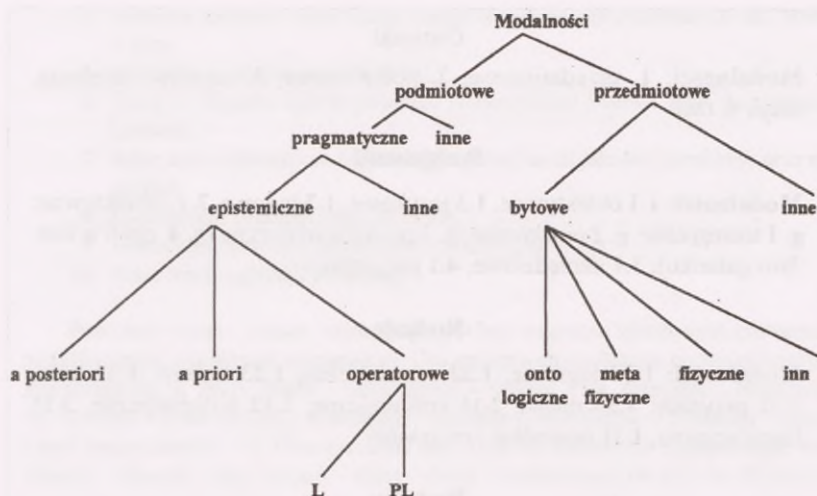 Modalności
podmiotowe przedmiotowe
pragmatyczne inne
epistemiczne inne bytowe inne
a posteriori a priori operatorowe onto meta fizyczne inn
logiczne fizyczne
L PL